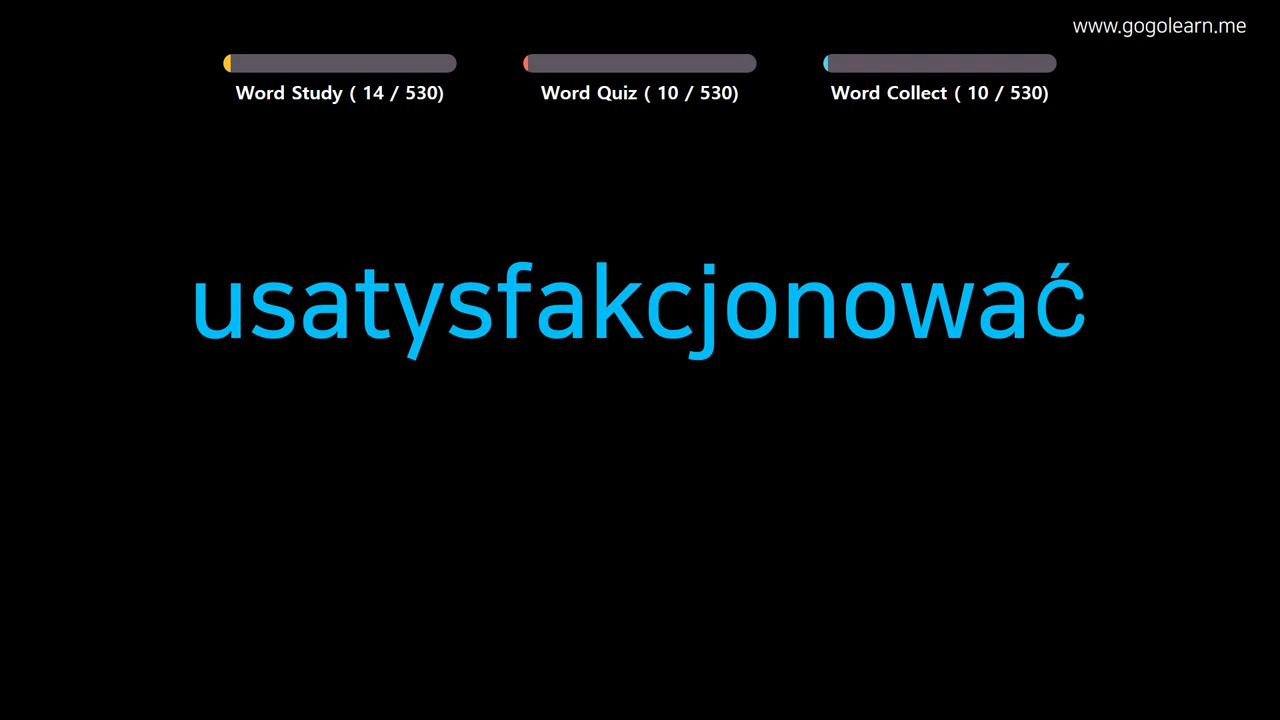 www.gogolearn.me
Word Study ( 14 / 530)
Word Quiz ( 10 / 530)
Word Collect ( 10 / 530)
usatysfakcjonować